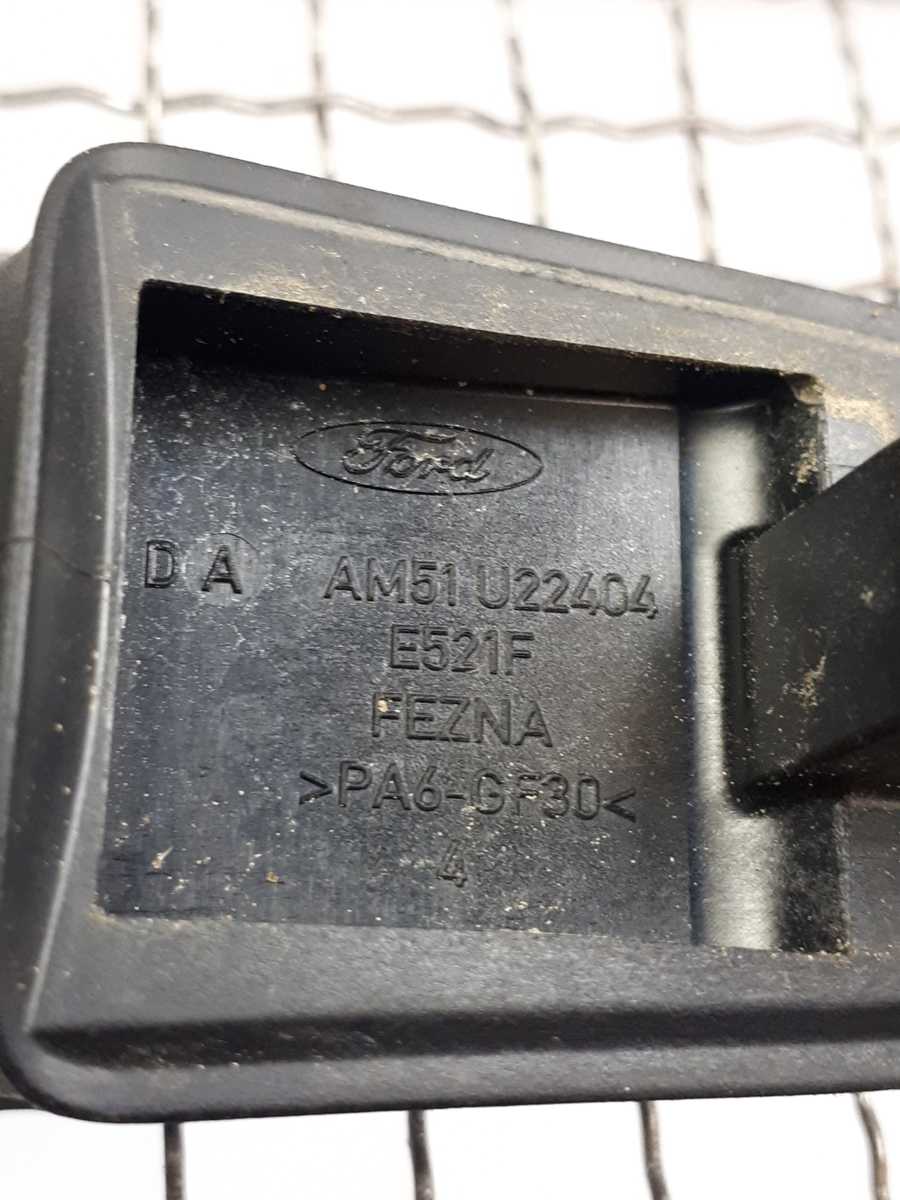 Ford
D A AM51 U22404
E521F
FEZNA
>PA6-GF30<
4